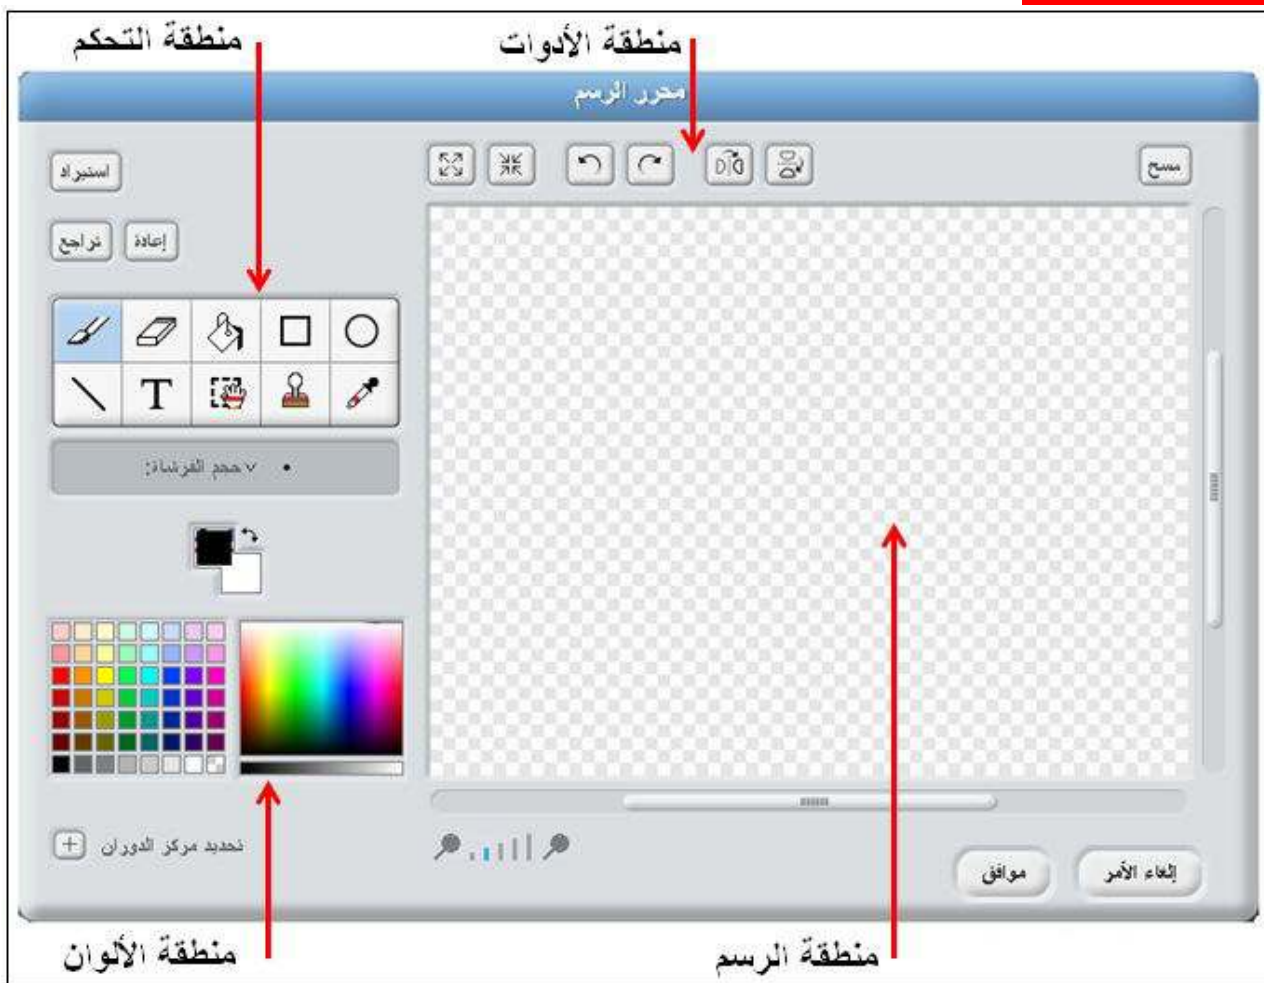 منطقة الأدوات
منطقة التحكم
محرر الرسم
مسح
استيراد
إعادة
تراجع
T
حجم الفرشاة:
تحديد مركز الدوران
إلغاء الأمر
موافق
منطقة الرسم
منطقة الألوان